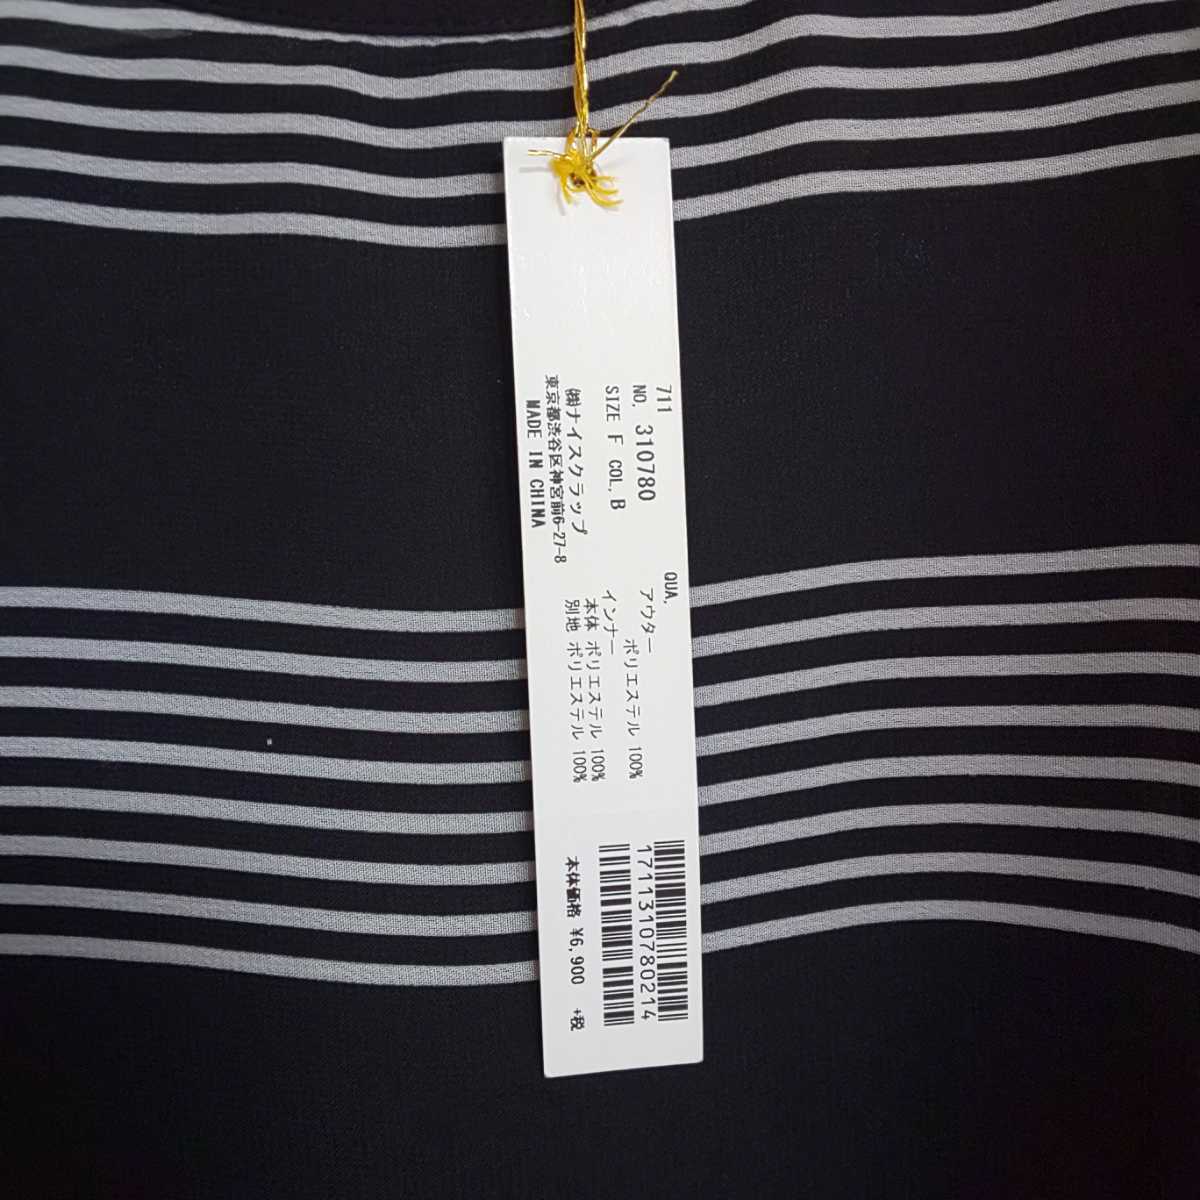 711
NO. 310780
SIZE F COL. B
㈱ナイスクラップ
東京都渋谷区神宮前6-27-8
MADE IN CHINA
QUA.
アウター
ポリエステル 100%
インナー
本体 ポリエステル 100%
別地 ポリエステル 100%
1711310780214
本体価格 ¥6,900 +税